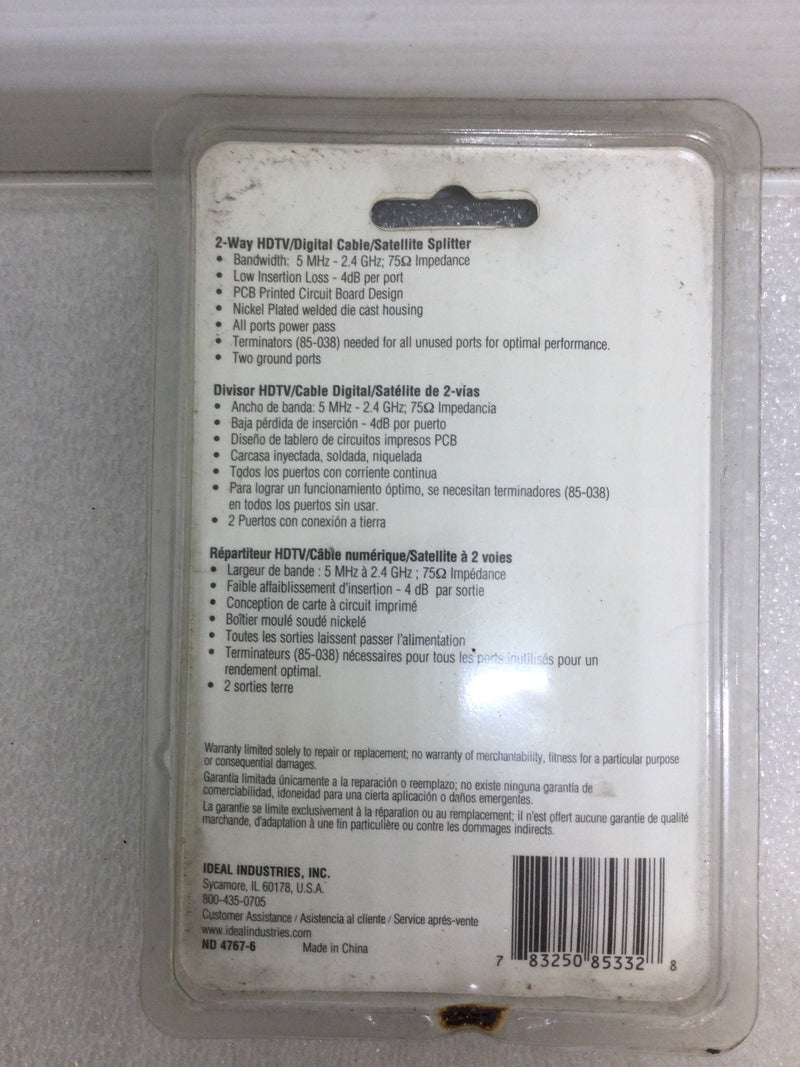 2-Way HDTV/Digital Cable/Satellite Splitter
• Bandwidth: 5 MHz - 2.4 GHz; 75Ω Impedance
• Low Insertion Loss - 4dB per port
• PCB Printed Circuit Board Design
• Nickel Plated welded die cast housing
• All ports power pass
• Terminators (85-038) needed for all unused ports for optimal performance.
• Two ground ports
Divisor HDTV/Cable Digital/Satélite de 2-vías
• Ancho de banda: 5 MHz - 2.4 GHz; 75Ω Impedancia
• Baja pérdida de inserción - 4dB por puerto
• Diseño de tablero de circuitos impresos PCB
• Carcasa inyectada, soldada, niquelada
• Todos los puertos con corriente continua
• Para lograr un funcionamiento óptimo, se necesitan terminadores (85-038)
en todos los puertos sin usar.
• 2 Puertos con conexión a tierra
Répartiteur HDTV/Câble numérique/Satellite à 2 voies
• Largeur de bande : 5 MHz à 2.4 GHz ; 75Ω Impédance
• Faible affaiblissement d'insertion - 4 dB par sortie
• Conception de carte à circuit imprimé
• Boîtier moulé soudé nickelé
• Toutes les sorties laissent passer l'alimentation
• Terminateurs (85-038) nécessaires pour tous les ports inutilisés pour un
rendement optimal.
• 2 sorties terre
Warranty limited solely to repair or replacement; no warranty of merchantability, fitness for a particular purpose
or consequential damages.
Garantía limitada únicamente a la reparación o reemplazo; no existe ninguna garantía de
comerciabilidad, idoneidad para una cierta aplicación o daños emergentes.
La garantie se limite exclusivement à la réparation ou au remplacement; il n'est offert aucune garantie de qualité
marchande, d'adaptation à une fin particulière ou contre les dommages indirects.
IDEAL INDUSTRIES, INC.
Sycamore, IL 60178, U.S.A.
800-435-0705
Customer Assistance / Asistencia al cliente / Service aprés-vente
www.idealindustries.com
ND 4767-6 Made in China
7 83250 85332 8